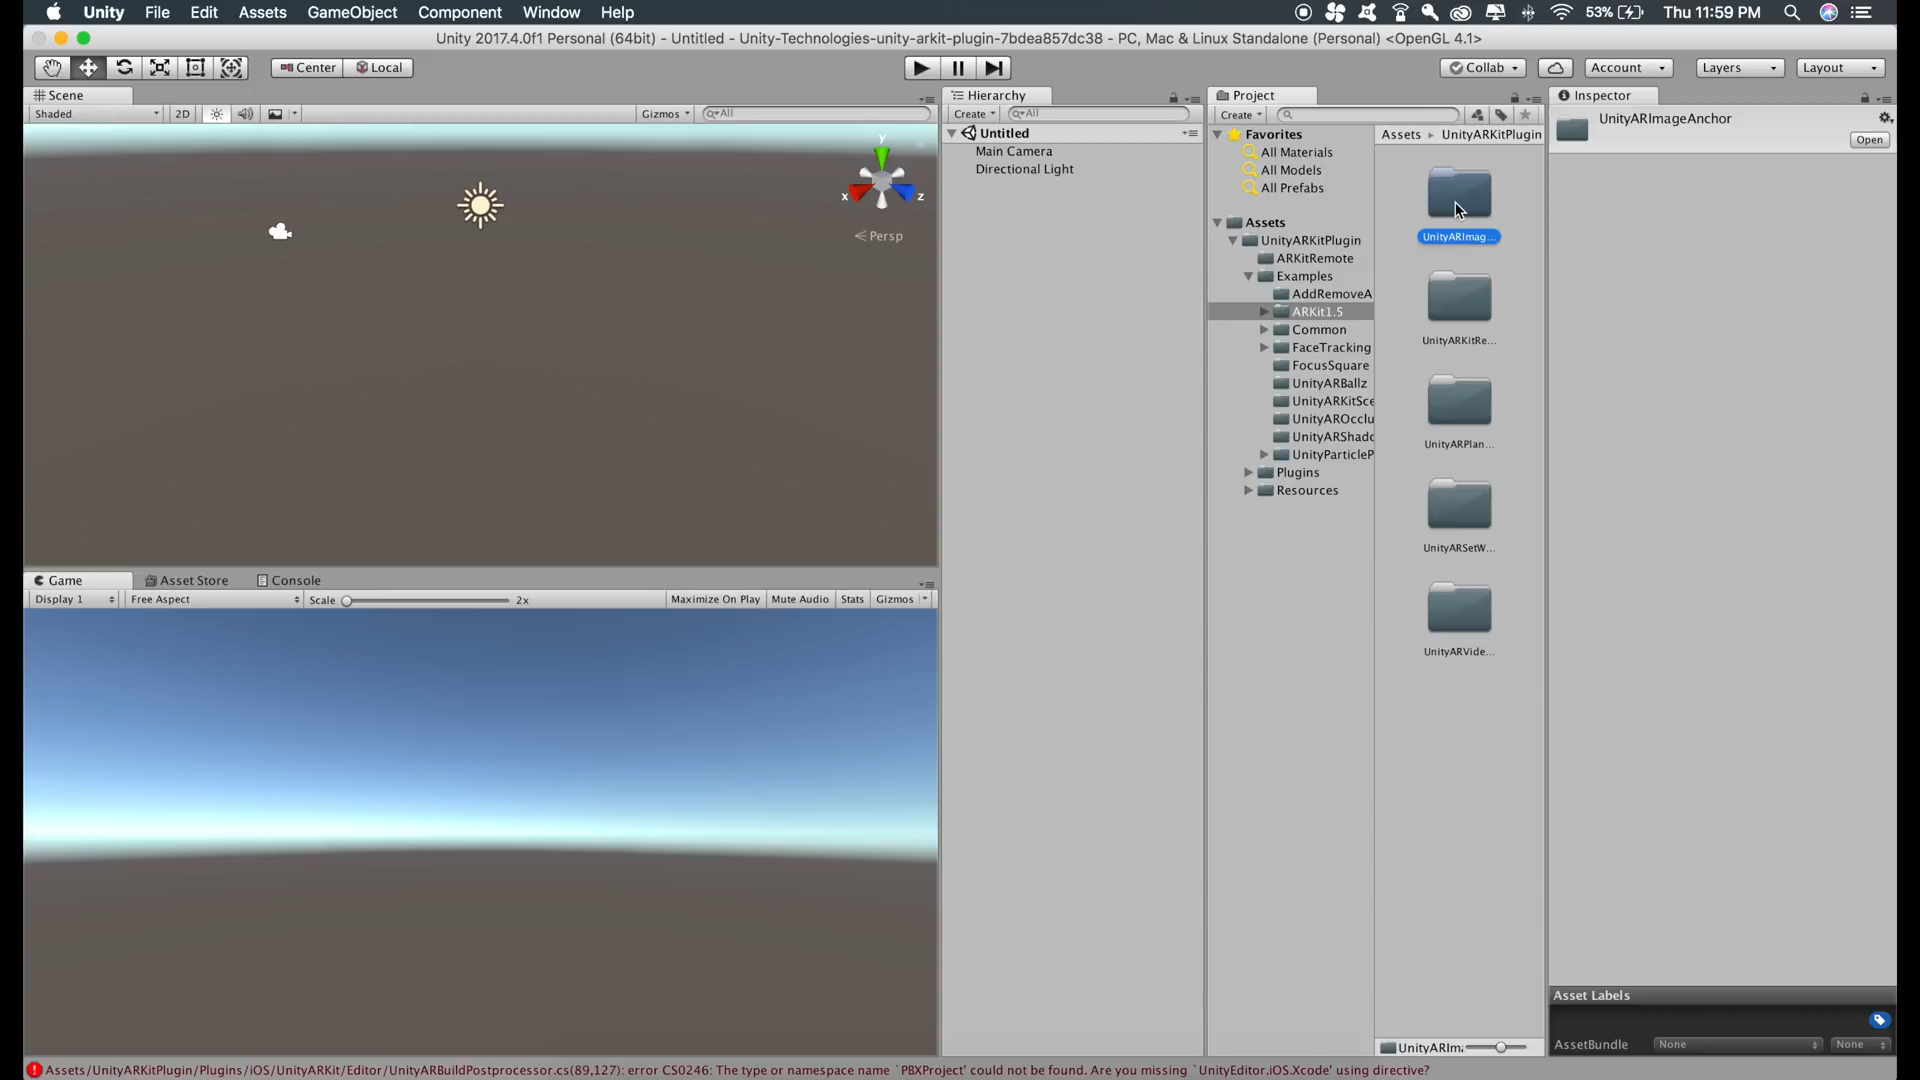 Unity File Edit Assets GameObject Component Window Help 53% Thu 11:59 PM
Unity 2017.4.0f1 Personal (64bit) - Untitled - Unity-Technologies-unity-arkit-plugin-7bdea857dc38 - PC, Mac & Linux Standalone (Personal) <OpenGL 4.1>
Center Local Collab Account Layers Layout
Scene
Shaded 2D Gizmos All
y
x
z
Persp
Game Asset Store Console
Display 1 Free Aspect Scale 2x Maximize On Play Mute Audio Stats Gizmos
Hierarchy
Create All
Untitled
Main Camera
Directional Light
Project
Create
Favorites
All Materials
All Models
All Prefabs
Assets
UnityARKitPlugin
ARKitRemote
Examples
AddRemoveA
ARKit1.5
Common
FaceTracking
FocusSquare
UnityARBallz
UnityARKitSce
UnityAROcclu
UnityARShado
UnityParticleP
Plugins
Resources
Assets UnityARKitPlugin
UnityARImag...
UnityARKitRe...
UnityARPlan...
UnityARSetW...
UnityARVide...
UnityARIma
Inspector
UnityARImageAnchor
Open
Asset Labels
AssetBundle None None
Assets/UnityARKitPlugin/Plugins/iOS/UnityARKit/Editor/UnityARBuildPostprocessor.cs(89,127): error CS0246: The type or namespace name `PBXProject' could not be found. Are you missing `UnityEditor.iOS.Xcode' using directive?